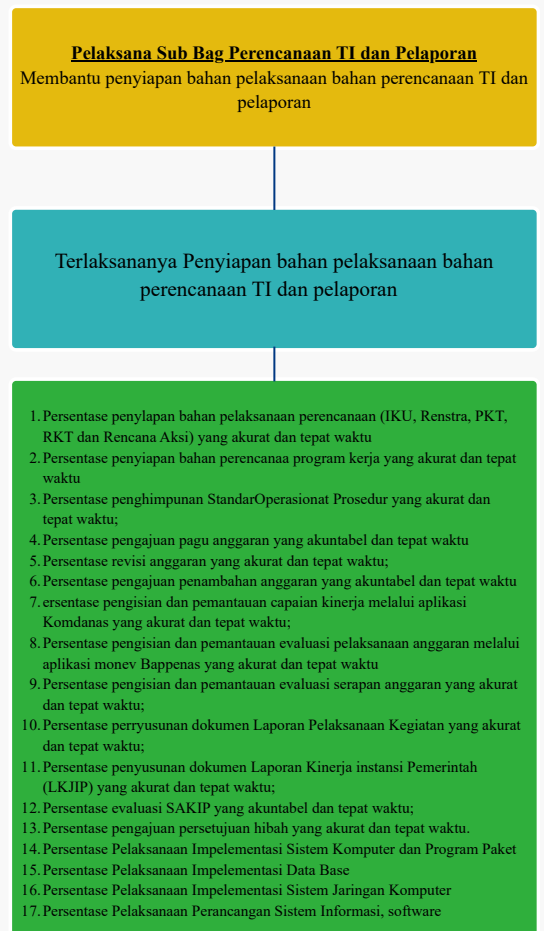 Pelaksana Sub Bag Perencanaan TI dan Pelaporan
Membantu penyiapan bahan pelaksanaan bahan perencanaan TI dan
pelaporan
Terlaksananya Penyiapan bahan pelaksanaan bahan
perencanaan TI dan pelaporan
1. Persentase penylapan bahan pelaksanaan perencanaan (IKU, Renstra, PKT,
RKT dan Rencana Aksi) yang akurat dan tepat waktu
2. Persentase penyiapan bahan perencanaa program kerja yang akurat dan tepat
waktu
3. Persentase penghimpunan StandarOperasionat Prosedur yang akurat dan
tepat waktu;
4. Persentase pengajuan pagu anggaran yang akuntabel dan tepat waktu
5. Persentase revisi anggaran yang akurat dan tepat waktu;
6. Persentase pengajuan penambahan anggaran yang akuntabel dan tepat waktu
7. ersentase pengisian dan pemantauan capaian kinerja melalui aplikasi
Komdanas yang akurat dan tepat waktu;
8. Persentase pengisian dan pemantauan evaluasi pelaksanaan anggaran melalui
aplikasi monev Bappenas yang akurat dan tepat waktu
9. Persentase pengisian dan pemantauan evaluasi serapan anggaran yang akurat
dan tepat waktu;
10. Persentase perryusunan dokumen Laporan Pelaksanaan Kegiatan yang akurat
dan tepat waktu;
11. Persentase penyusunan dokumen Laporan Kinerja instansi Pemerintah
(LKJIP) yang akurat dan tepat waktu;
12. Persentase evaluasi SAKIP yang akuntabel dan tepat waktu;
13. Persentase pengajuan persetujuan hibah yang akurat dan tepat waktu.
14. Persentase Pelaksanaan Impelementasi Sistem Komputer dan Program Paket
15. Persentase Pelaksanaan Impelementasi Data Base
16. Persentase Pelaksanaan Impelementasi Sistem Jaringan Komputer
17. Persentase Pelaksanaan Perancangan Sistem Informasi, software